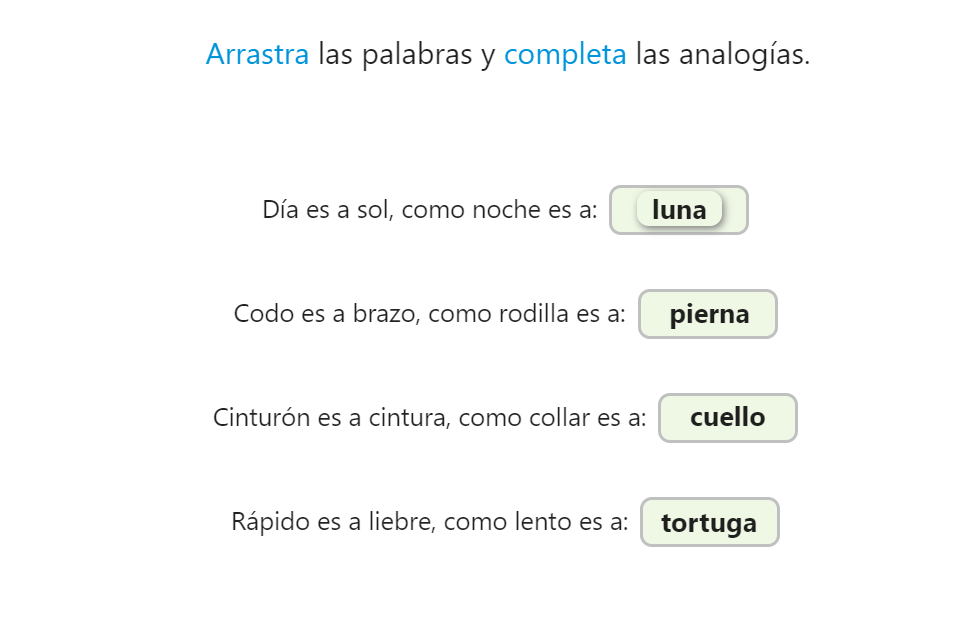 Arrastra las palabras y completa las analogías.
Día es a sol, como noche es a: luna
Codo es a brazo, como rodilla es a: pierna
Cinturón es a cintura, como collar es a: cuello
Rápido es a liebre, como lento es a: tortuga